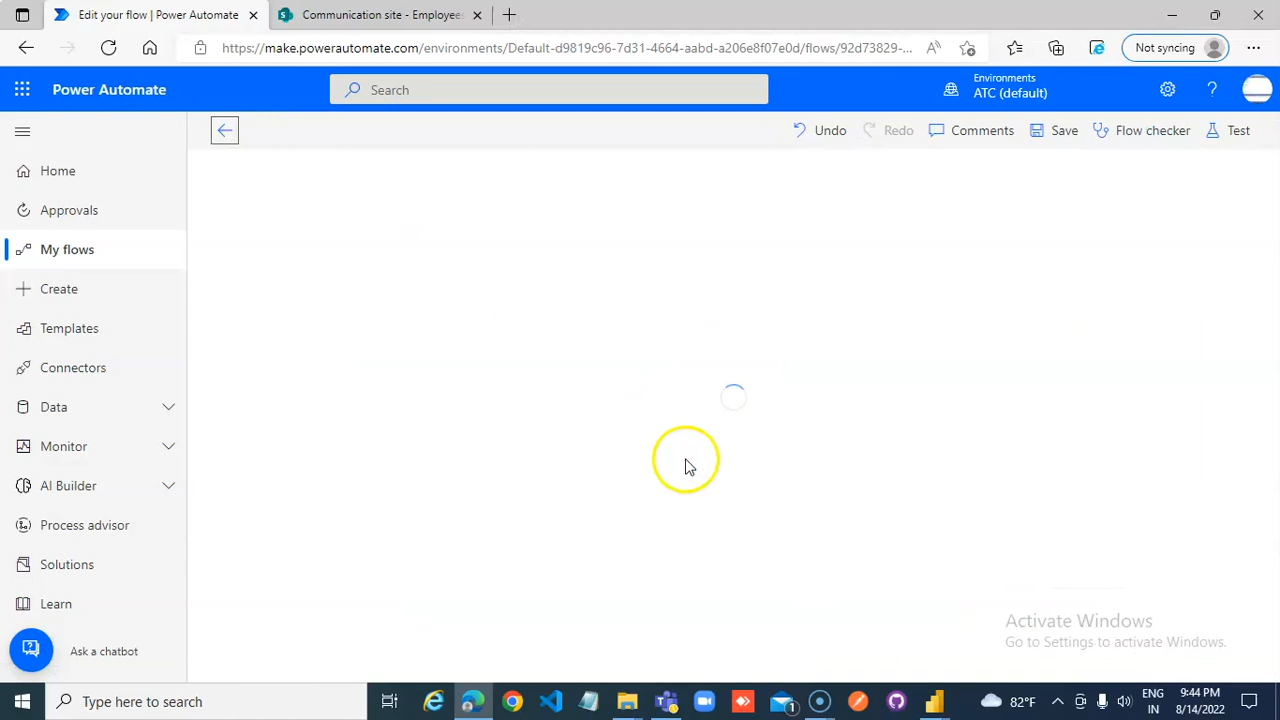 Edit your flow | Power Automate
Communication site - Employees
https://make.powerautomate.com/environments/Default-d9819c96-7d31-4664-aabd-a206e8f87e0d/flows/92d73829-...
Not syncing
Power Automate
Search
Environments
ATC (default)
Undo
Redo
Comments
Save
Flow checker
Test
Home
Approvals
My flows
Create
Templates
Connectors
Data
Monitor
AI Builder
Process advisor
Solutions
Learn
Ask a chatbot
Activate Windows
Go to Settings to activate Windows.
Type here to search
1
82°F
ENG
IN
9:44 PM
8/14/2022